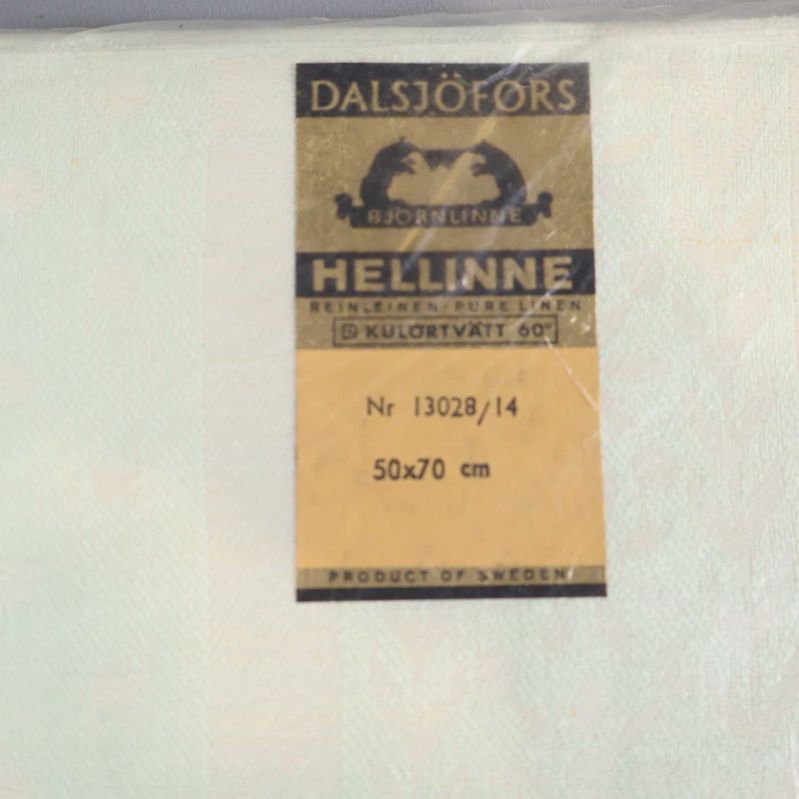 DALSJÖFORS
BJÖRNLINNE
HELLINNE
REINLEINEN-PURE LINEN
KULÖRTVÄTT 60°
Nr 13028/14
50x70 cm
PRODUCT OF SWEDEN